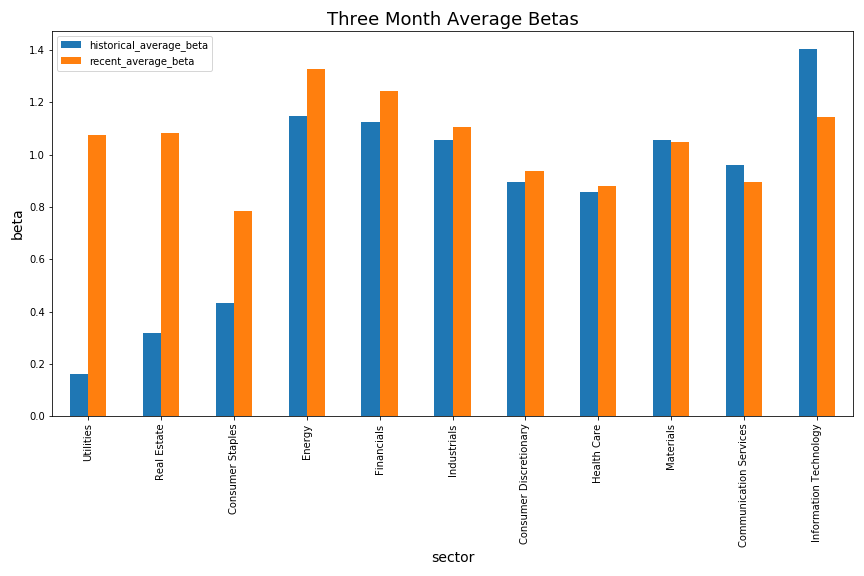 Three Month Average Betas
historical_average_beta
recent_average_beta
1.4
1.2
1.0
0.8
0.6
0.4
0.2
0.0
beta
Utilities
Real Estate
Consumer Staples
Energy
Financials
Industrials
Consumer Discretionary
Health Care
Materials
Communication Services
Information Technology
sector